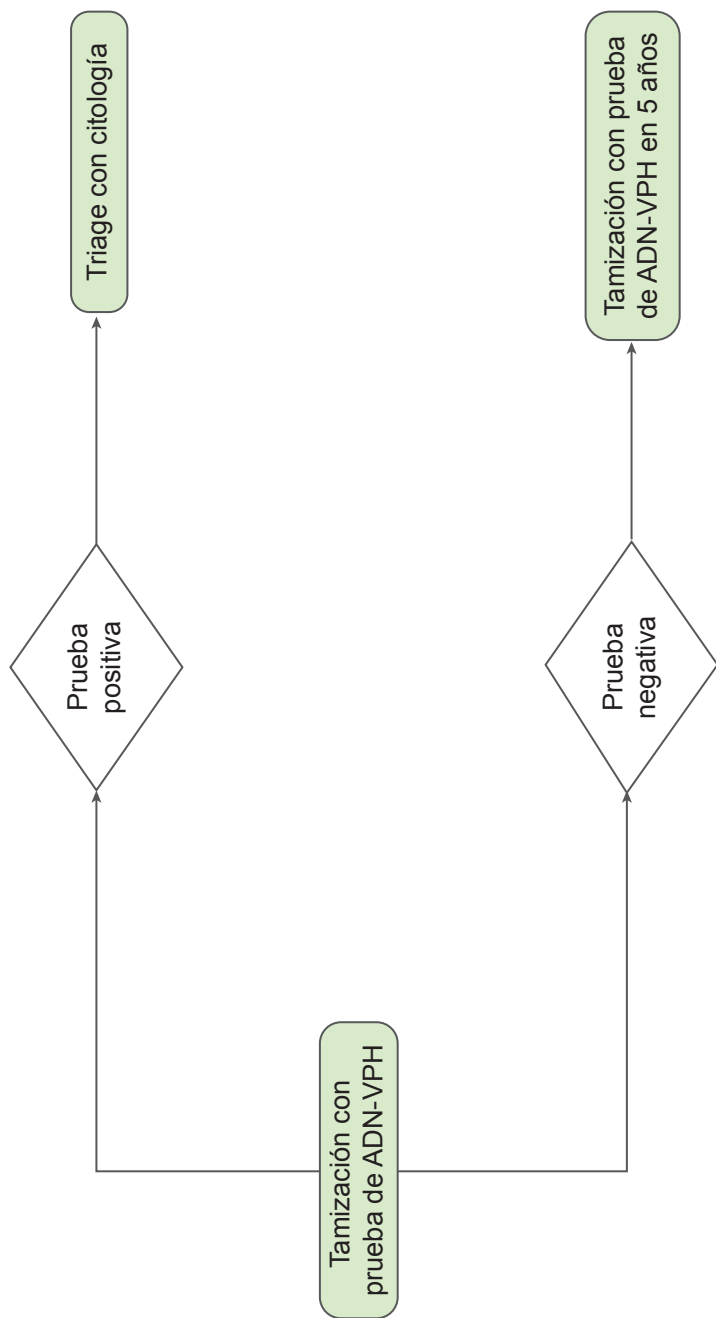 Tamización con
prueba de ADN-VPH
Prueba
positiva
Triage con citología
Prueba
negativa
Tamización con prueba
de ADN-VPH en 5 años